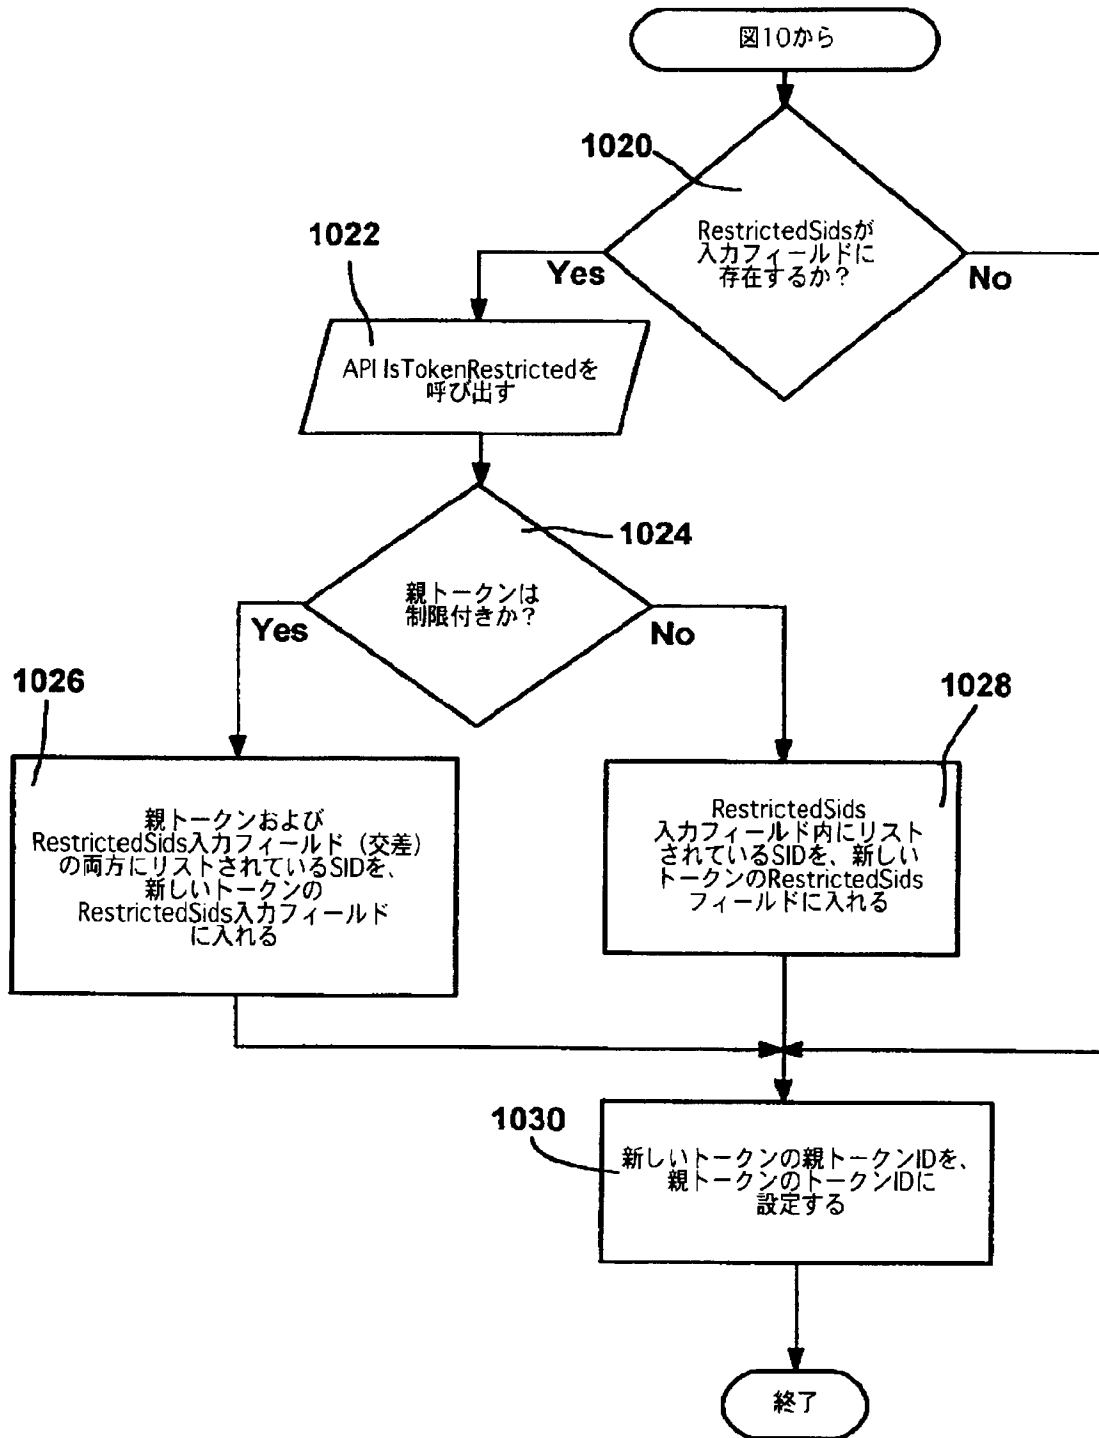 図10から
1020
RestrictedSidsが
入力フィールドに
存在するか？
Yes
No
1022
API IsTokenRestrictedを
呼び出す
1024
親トークンは
制限付きか？
Yes
No
1026
親トークンおよび
RestrictedSids入力フィールド（交差）
の両方にリストされているSIDを、
新しいトークンの
RestrictedSids入力フィールド
に入れる
1028
RestrictedSids
入力フィールド内にリスト
されているSIDを、新しい
トークンのRestrictedSids
フィールドに入れる
1030
新しいトークンの親トークンIDを、
親トークンのトークンIDに
設定する
終了